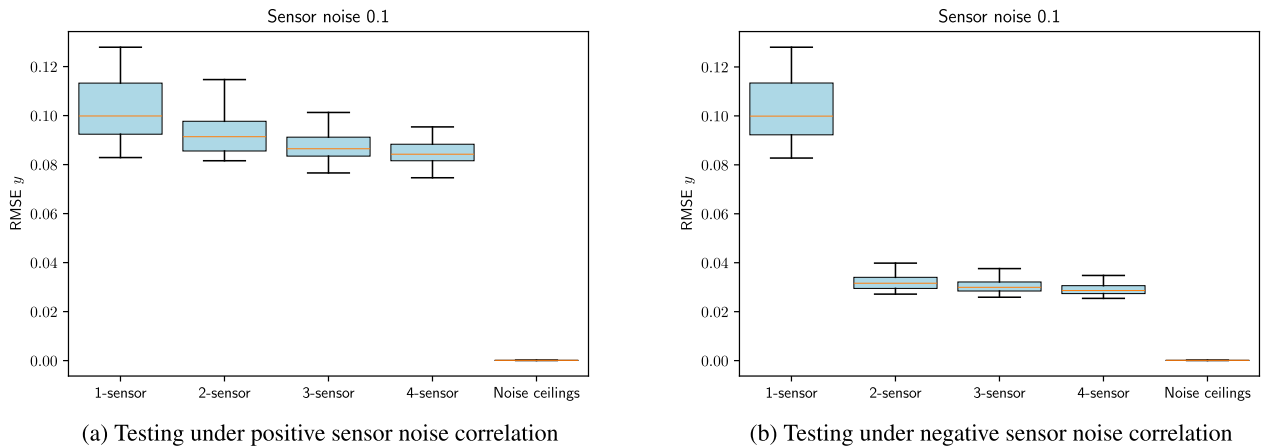 Sensor noise 0.1
RMSE y
0.12
0.10
0.08
0.06
0.04
0.02
0.00
1-sensor 2-sensor 3-sensor 4-sensor Noise ceilings
(a) Testing under positive sensor noise correlation
Sensor noise 0.1
RMSE y
0.12
0.10
0.08
0.06
0.04
0.02
0.00
1-sensor 2-sensor 3-sensor 4-sensor Noise ceilings
(b) Testing under negative sensor noise correlation